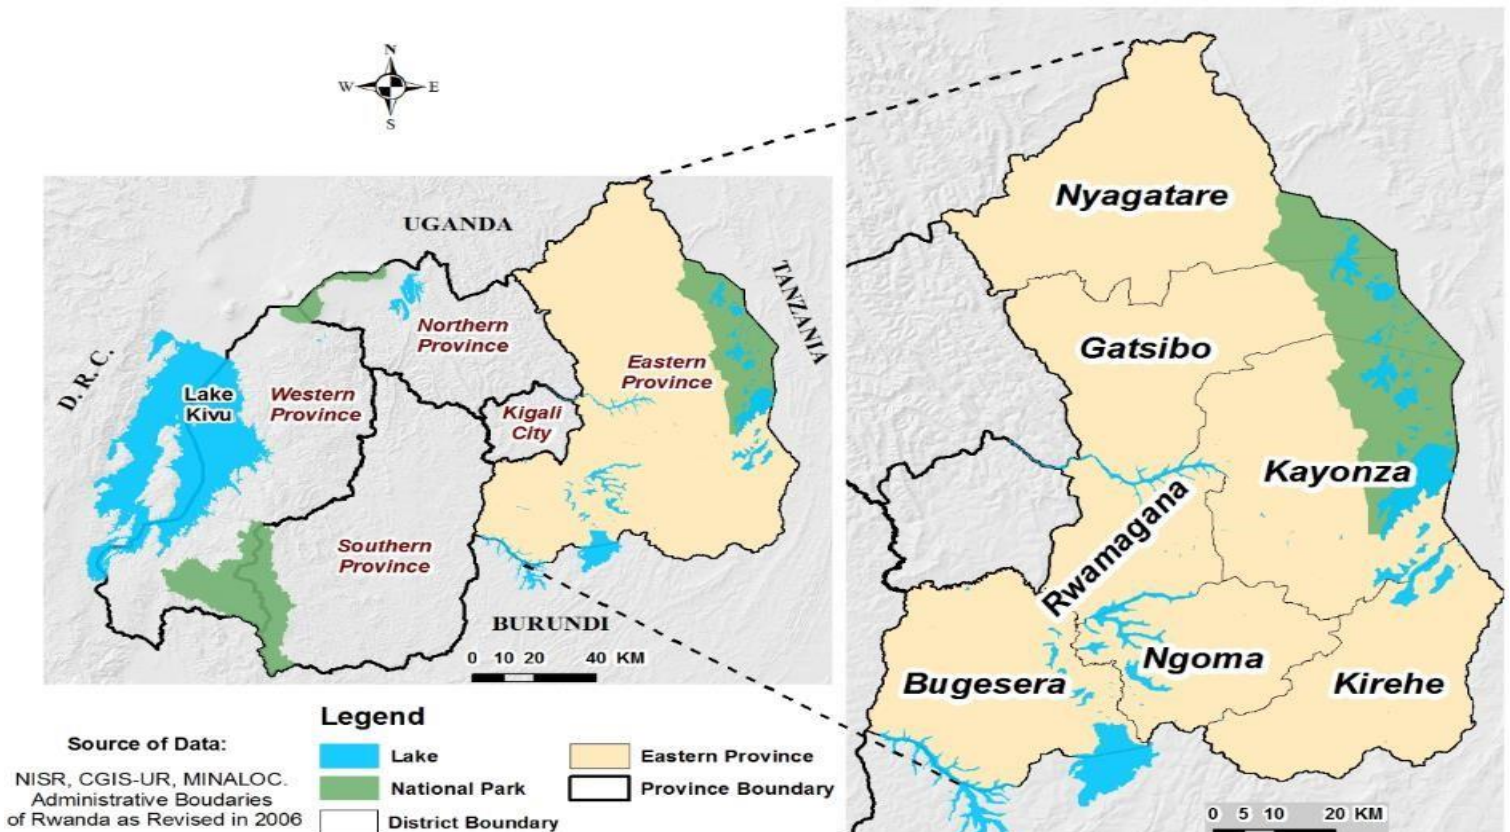 N
W E
S
UGANDA
TANZANIA
D. R. C.
Northern
Province
Eastern
Province
Lake
Kivu
Western
Province
Kigali
City
Southern
Province
BURUNDI
0 10 20 40 KM
Nyagatare
Gatsibo
Kayonza
Rwamagana
Ngoma
Bugesera
Kirehe
0 5 10 20 KM
Legend
Source of Data:
NISR, CGIS-UR, MINALOC.
Administrative Boudaries
of Rwanda as Revised in 2006
Lake
National Park
District Boundary
Eastern Province
Province Boundary